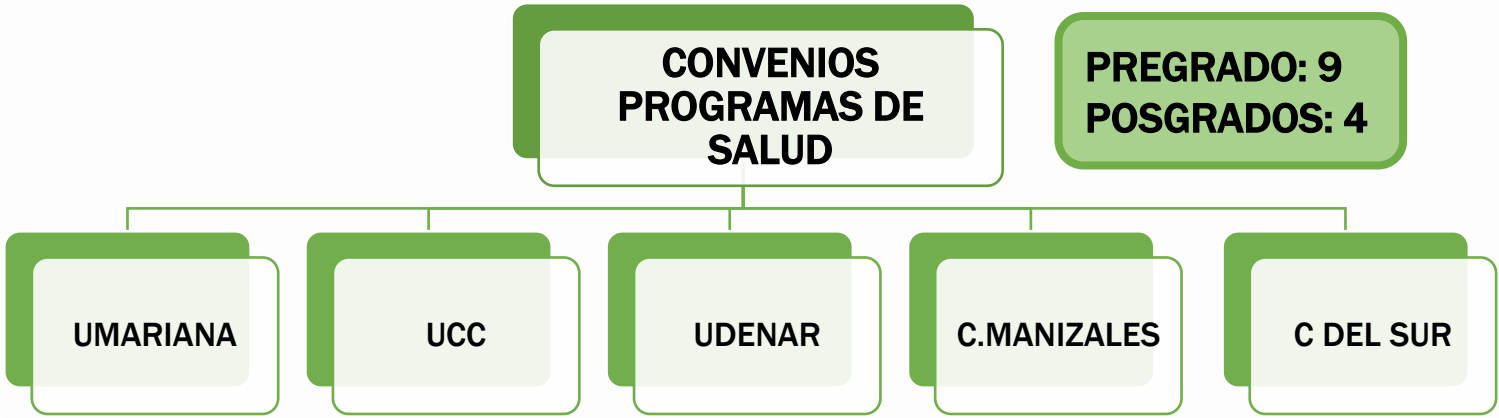 CONVENIOS
PROGRAMAS DE
SALUD
PREGRADO: 9
POSGRADOS: 4
UMARIANA
UCC
UDENAR
C.MANIZALES
C DEL SUR